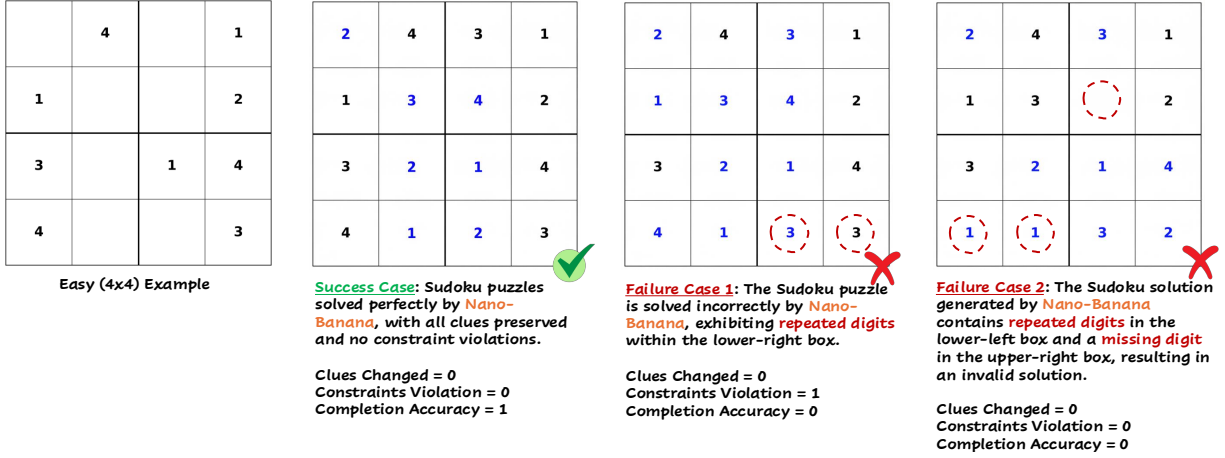 4 1
1 2
3 1 4
4 3
Easy (4x4) Example
2 4 3 1
1 3 4 2
3 2 1 4
4 1 2 3
Success Case: Sudoku puzzles
solved perfectly by Nano-
Banana, with all clues preserved
and no constraint violations.
Clues Changed = 0
Constraints Violation = 0
Completion Accuracy = 1
2 4 3 1
1 3 4 2
3 2 1 4
4 1 3 3
Failure Case 1: The Sudoku puzzle
is solved incorrectly by Nano-
Banana, exhibiting repeated digits
within the lower-right box.
Clues Changed = 0
Constraints Violation = 1
Completion Accuracy = 0
2 4 3 1
1 3 2
3 2 1 4
1 1 3 2
Failure Case 2: The Sudoku solution
generated by Nano-Banana
contains repeated digits in the
lower-left box and a missing digit
in the upper-right box, resulting in
an invalid solution.
Clues Changed = 0
Constraints Violation = 0
Completion Accuracy = 0